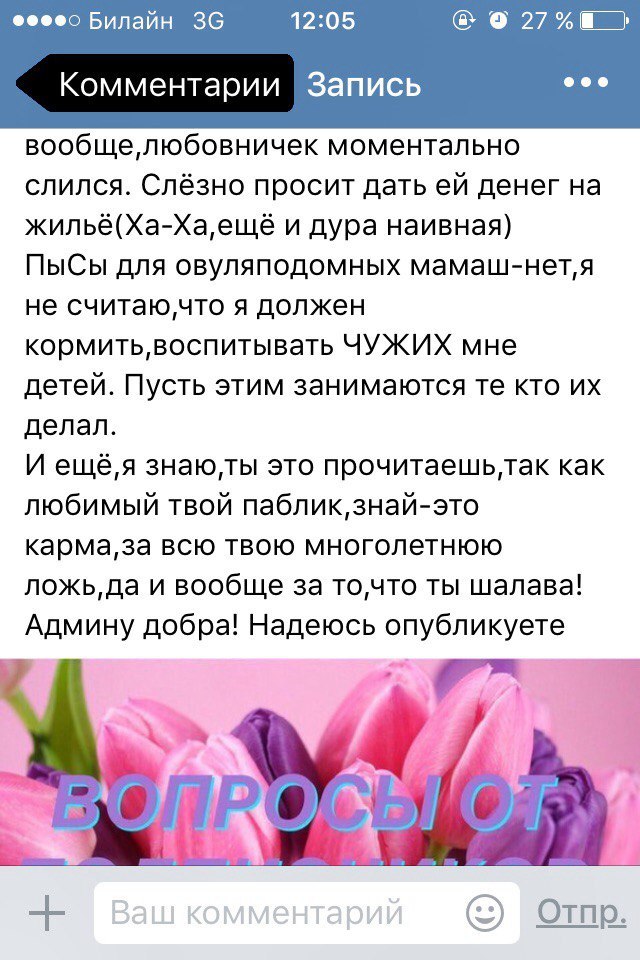 Билайн 3G 12:05 27 %
Комментарии Запись
вообще,любовничек моментально
слился. Слёзно просит дать ей денег на
жильё(Ха-Ха,ещё и дура наивная)
ПыСы для овуляподомных мамаш-нет,я
не считаю,что я должен
кормить,воспитывать ЧУЖИХ мне
детей. Пусть этим занимаются те кто их
делал.
И ещё,я знаю,ты это прочитаешь,так как
любимый твой паблик,знай-это
карма,за всю твою многолетнюю
ложь,да и вообще за то,что ты шалава!
Админу добра! Надеюсь опубликуете
ВОПРОСЫ ОТ
Ваш комментарий Отпр.